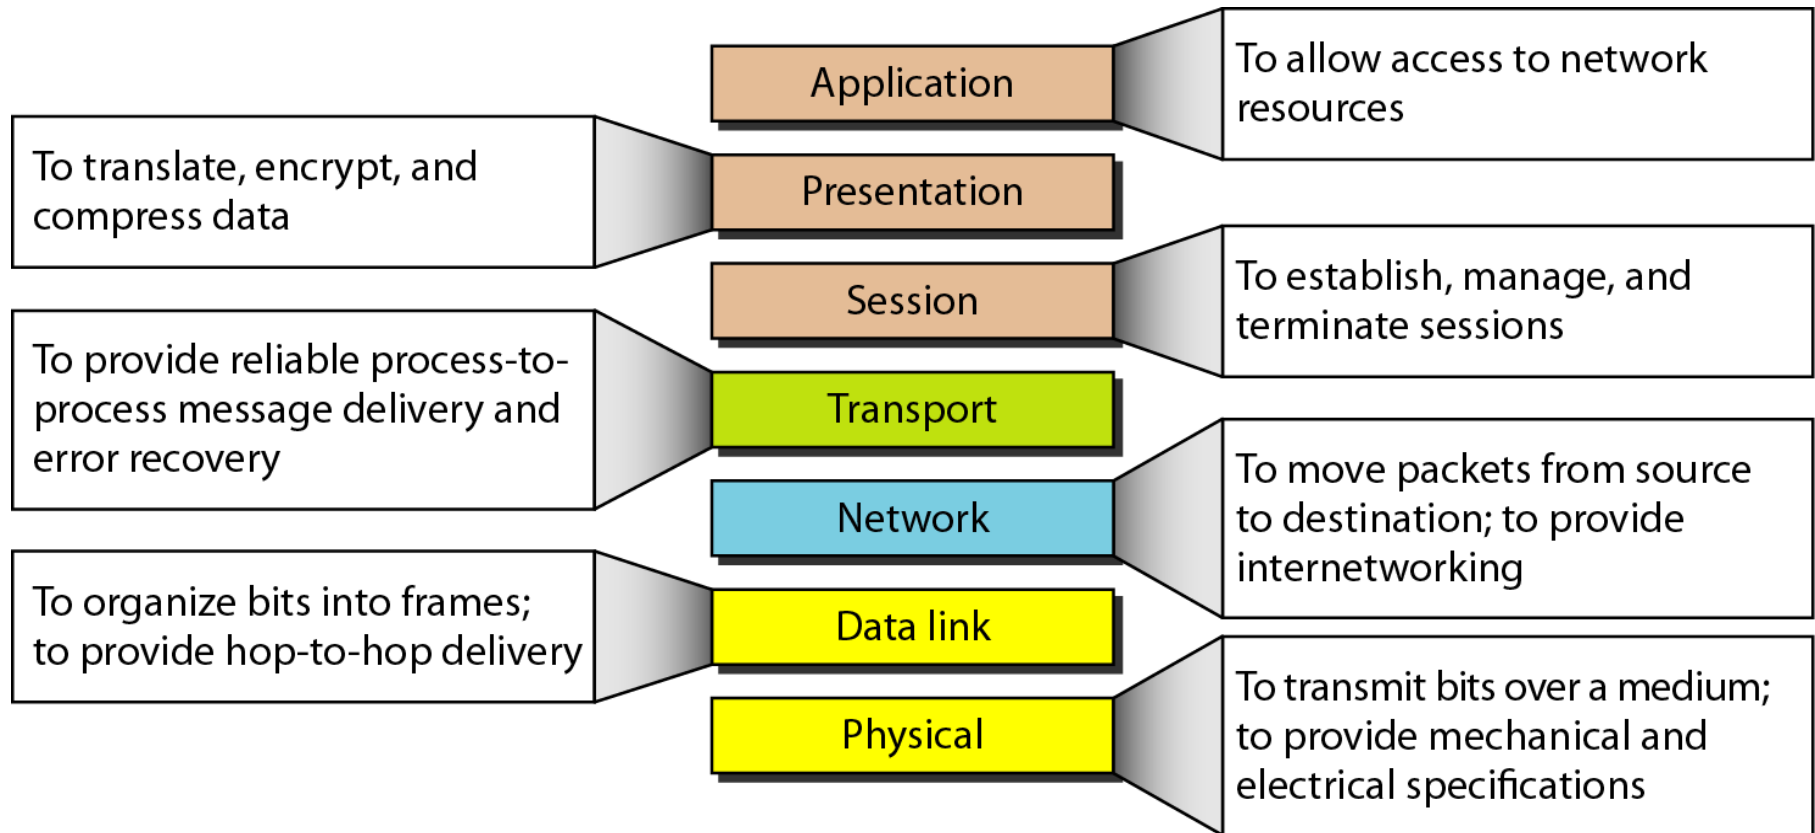 Application
To allow access to network
resources
To translate, encrypt, and
compress data
Presentation
Session
To establish, manage, and
terminate sessions
To provide reliable process-to-
process message delivery and
error recovery
Transport
Network
To move packets from source
to destination; to provide
internetworking
To organize bits into frames;
to provide hop-to-hop delivery
Data link
Physical
To transmit bits over a medium;
to provide mechanical and
electrical specifications